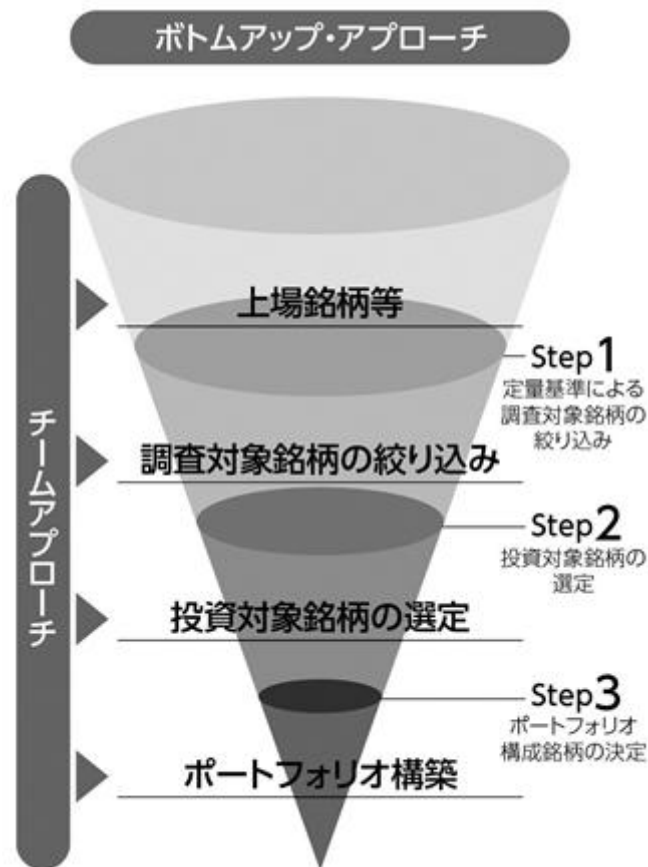 ボトムアップ・アプローチ
チームアプローチ
上場銘柄等
Step1
定量基準による
調査対象銘柄の
絞り込み
調査対象銘柄の絞り込み
Step2
投資対象銘柄の
選定
投資対象銘柄の選定
Step3
ポートフォリオ
構成銘柄の決定
ポートフォリオ構築